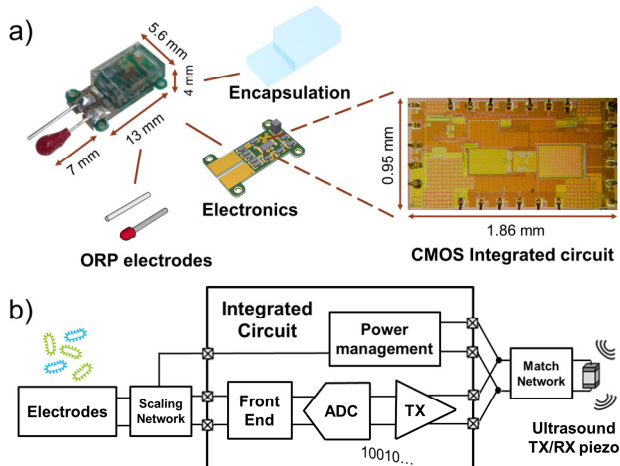 a)
5.6 mm
4 mm
13 mm
7 mm
Encapsulation
Electronics
ORP electrodes
0.95 mm
1.86 mm
CMOS Integrated circuit
b)
Integrated
Circuit
Power
management
Electrodes
Scaling
Network
Front
End
ADC
TX
10010...
Match
Network
Ultrasound
TX/RX piezo